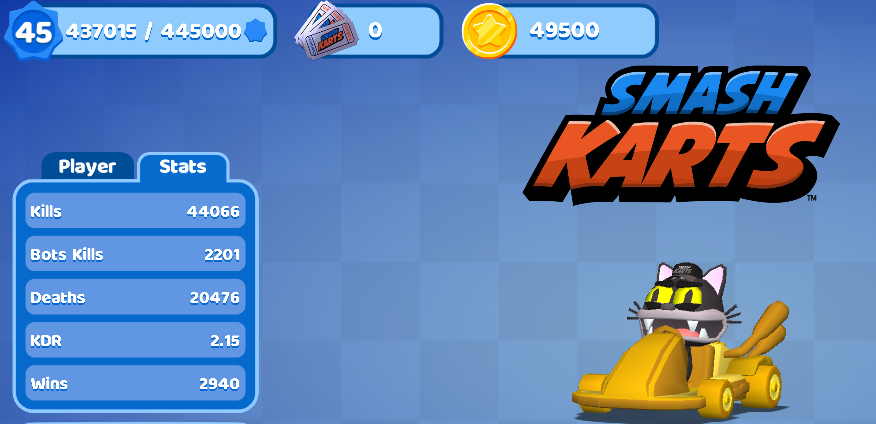 45 437015 / 445000 0 49500
SMASH
KARTS
TM
Player Stats
Kills 44066
Bots Kills 2201
Deaths 20476
KDR 2.15
Wins 2940